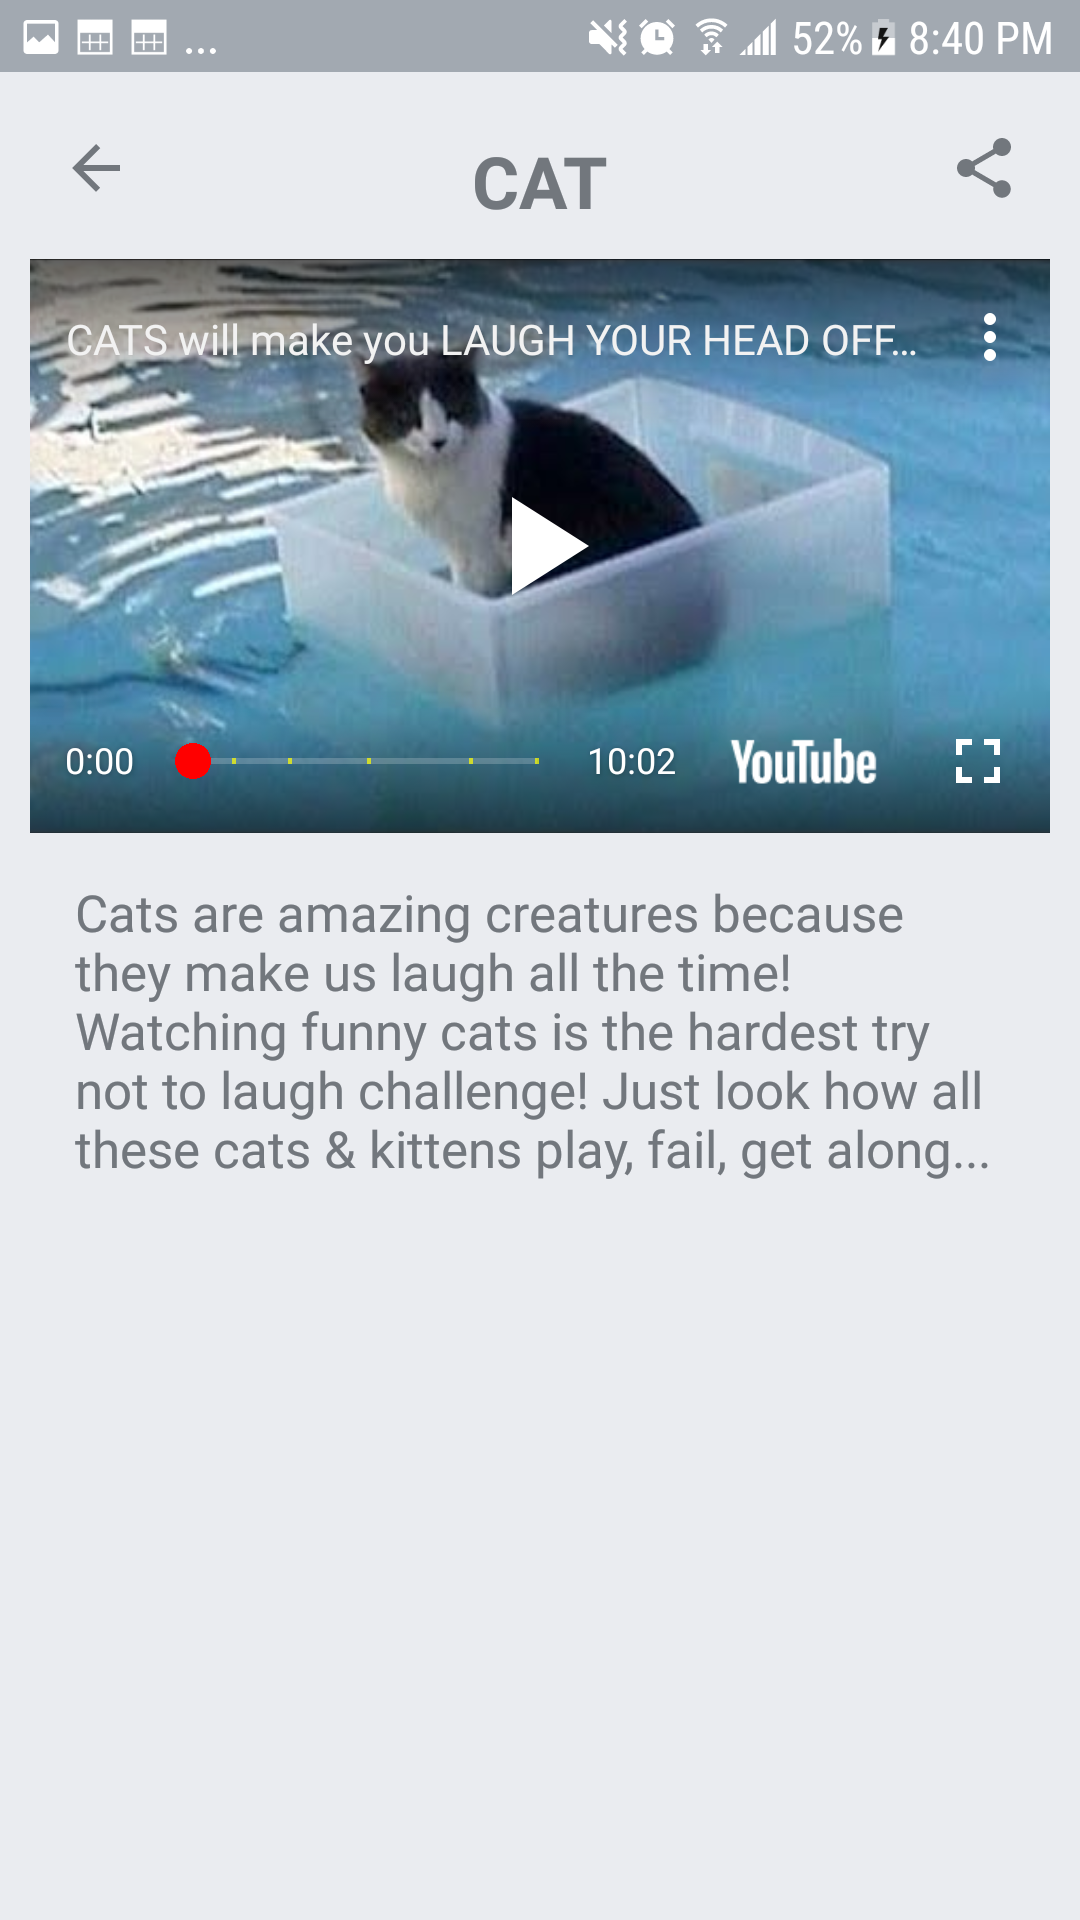 ... 52% 8:40 PM
CAT
CATS will make you LAUGH YOUR HEAD OFF...
0:00 10:02 YouTube
Cats are amazing creatures because
they make us laugh all the time!
Watching funny cats is the hardest try
not to laugh challenge! Just look how all
these cats & kittens play, fail, get along...